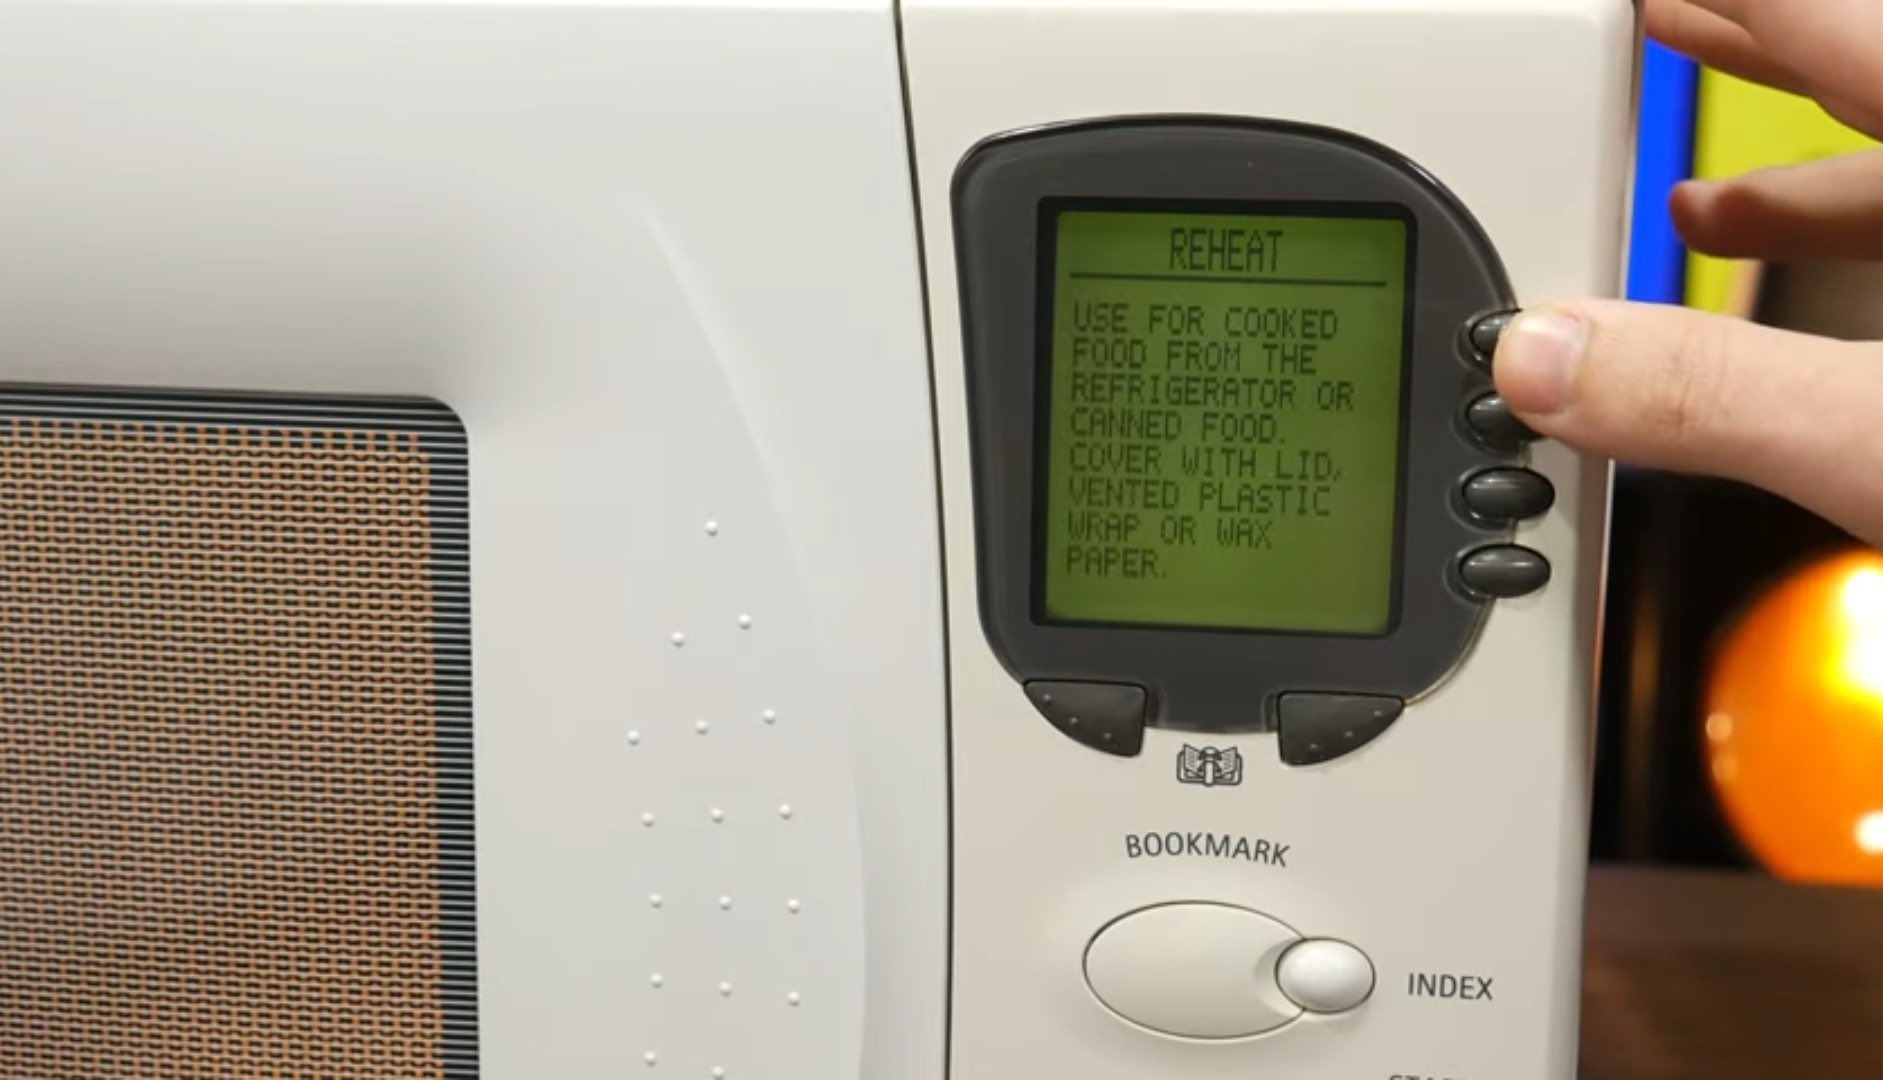 REHEAT
USE FOR COOKED
FOOD FROM THE
REFRIGERATOR OR
CANNED FOOD.
COVER WITH LID,
VENTED PLASTIC
WRAP OR WAX
PAPER.
BOOKMARK
INDEX